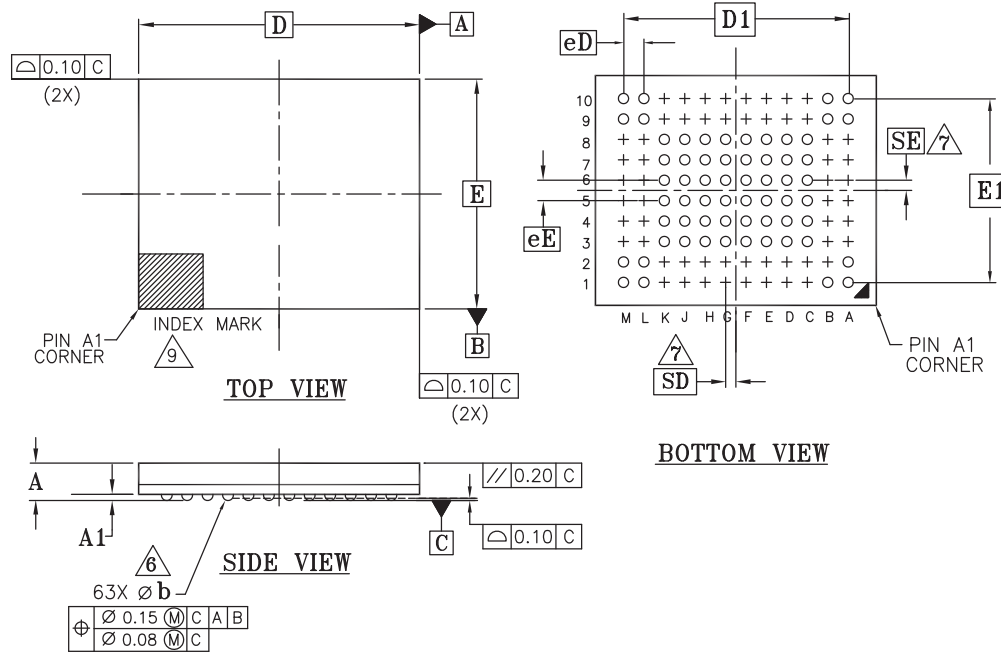 D
A
⌓ 0.10 C
(2X)
E
PIN A1
CORNER
INDEX MARK
9
B
TOP VIEW
⌓ 0.10 C
(2X)
D1
eD
10
9
8
7
6
5
4
3
2
1
SE 7
E1
eE
M L K J H G F E D C B A
7
SD
PIN A1
CORNER
BOTTOM VIEW
A
A1
// 0.20 C
C
⌓ 0.10 C
6
SIDE VIEW
63X Ø b
⌖ Ø 0.15 Ⓜ C A B
Ø 0.08 Ⓜ C